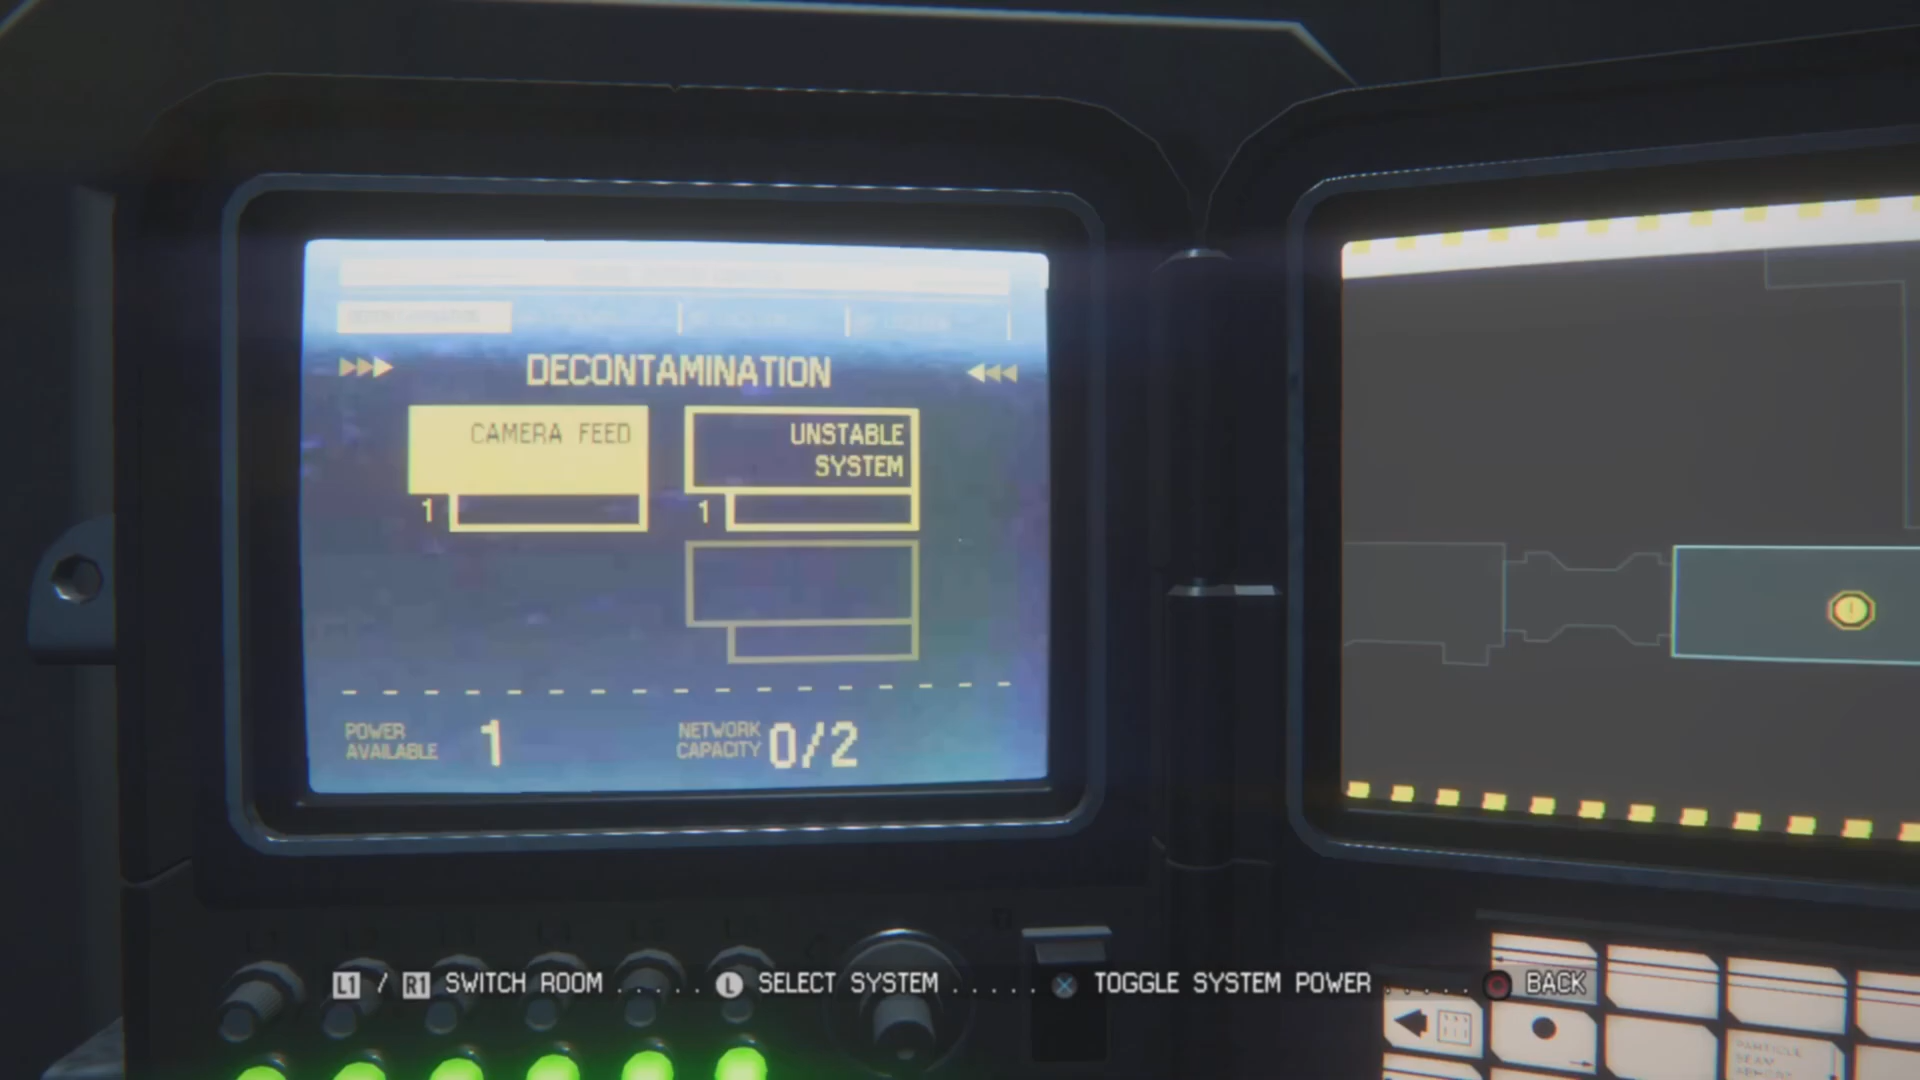 DECONTAMINATION
CAMERA FEED
1
UNSTABLE
SYSTEM
1
POWER
AVAILABLE
1
NETWORK
CAPACITY
0/2
L1 / R1 SWITCH ROOM ..... L SELECT SYSTEM ..... X TOGGLE SYSTEM POWER ..... BACK